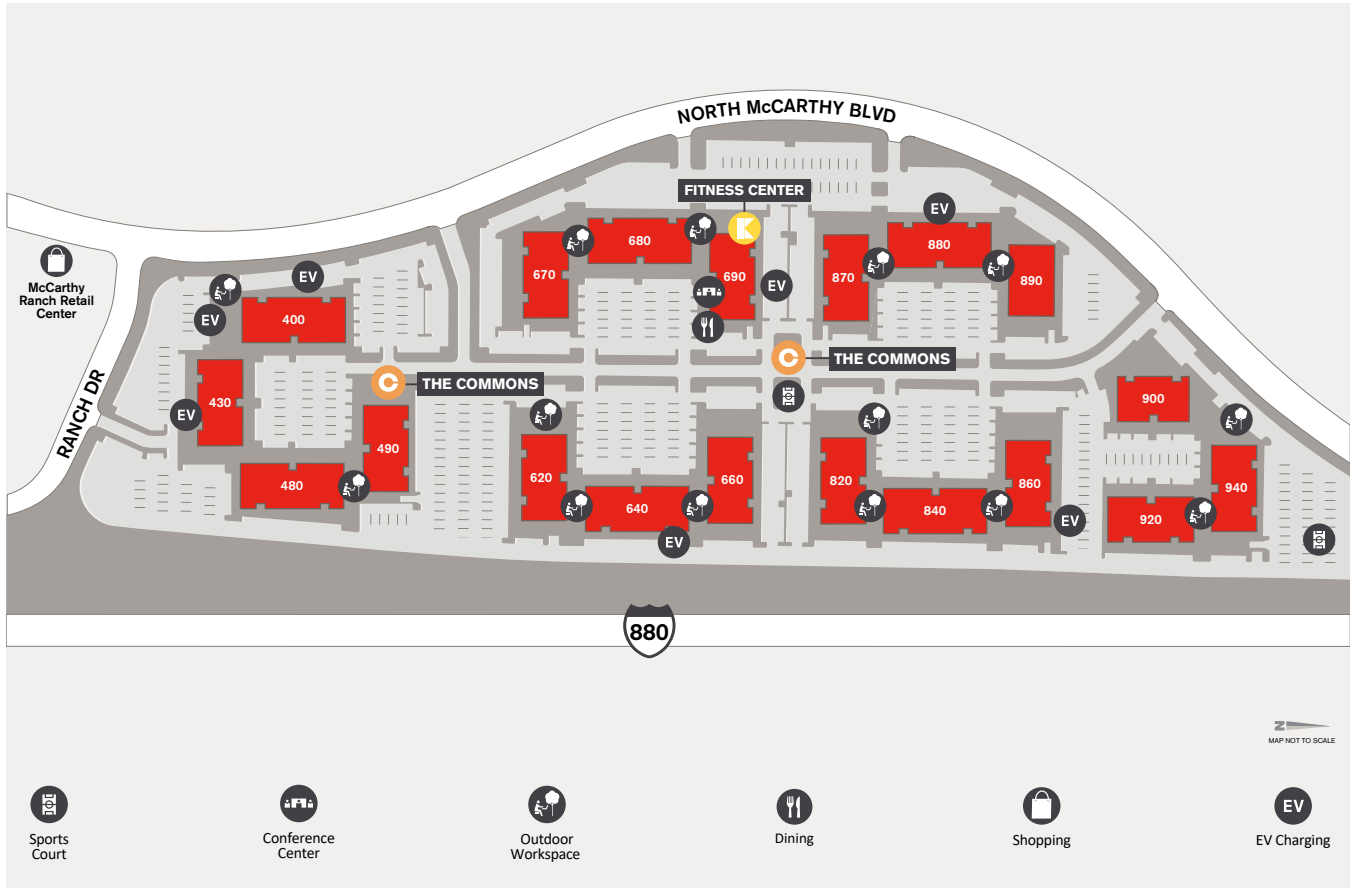 NORTH McCARTHY BLVD
FITNESS CENTER
K
EV
680
880
670
690
870
890
McCarthy
Ranch Retail
Center
EV
EV
EV
400
C
THE COMMONS
C
THE COMMONS
RANCH DR
430
EV
490
480
900
620
660
820
860
940
640
840
920
EV
EV
880
N
MAP NOT TO SCALE
EV
Sports
Court
Conference
Center
Outdoor
Workspace
Dining
Shopping
EV Charging